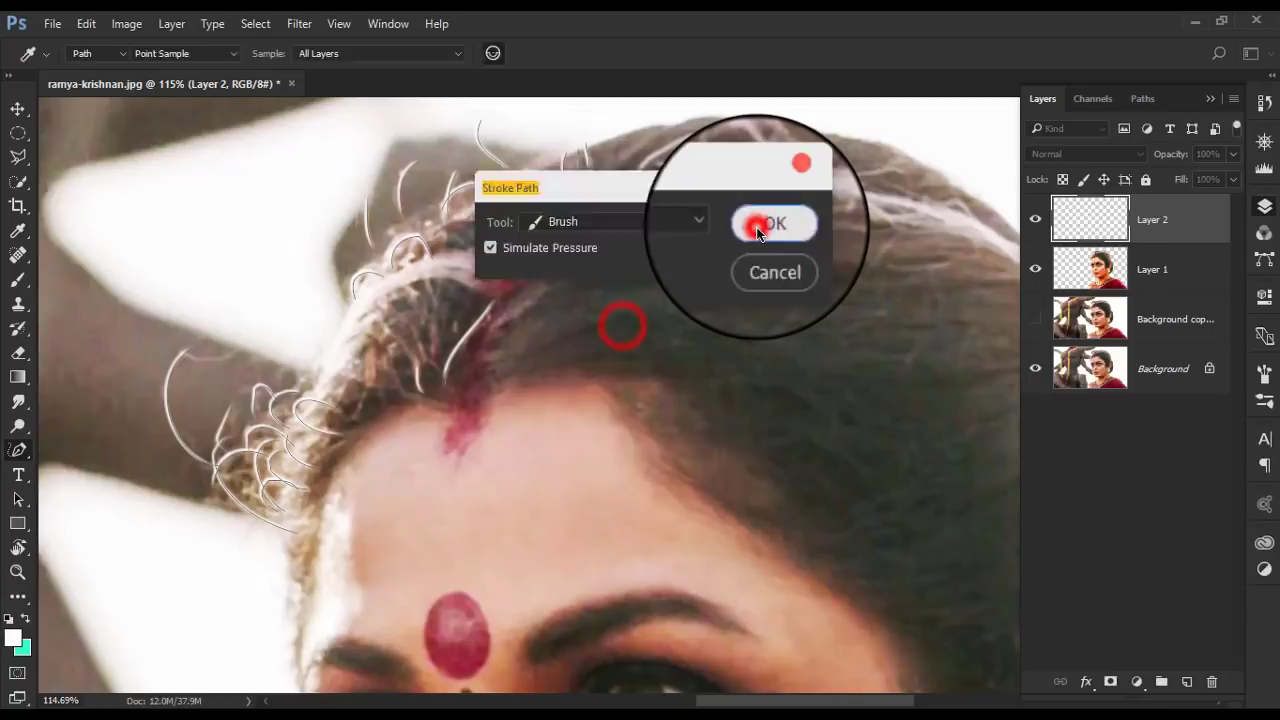 Ps File Edit Image Layer Type Select Filter View Window Help
Path Point Sample Sample: All Layers
ramya-krishnan.jpg @ 115% (Layer 2, RGB/8#) *
Layers Channels Paths
Kind
Normal Opacity: 100%
Lock: Fill: 100%
Stroke Path
Tool: Brush OK
Simulate Pressure
Cancel
Layer 2
Layer 1
Background cop...
Background
114.69% Doc: 12.0M/37.9M